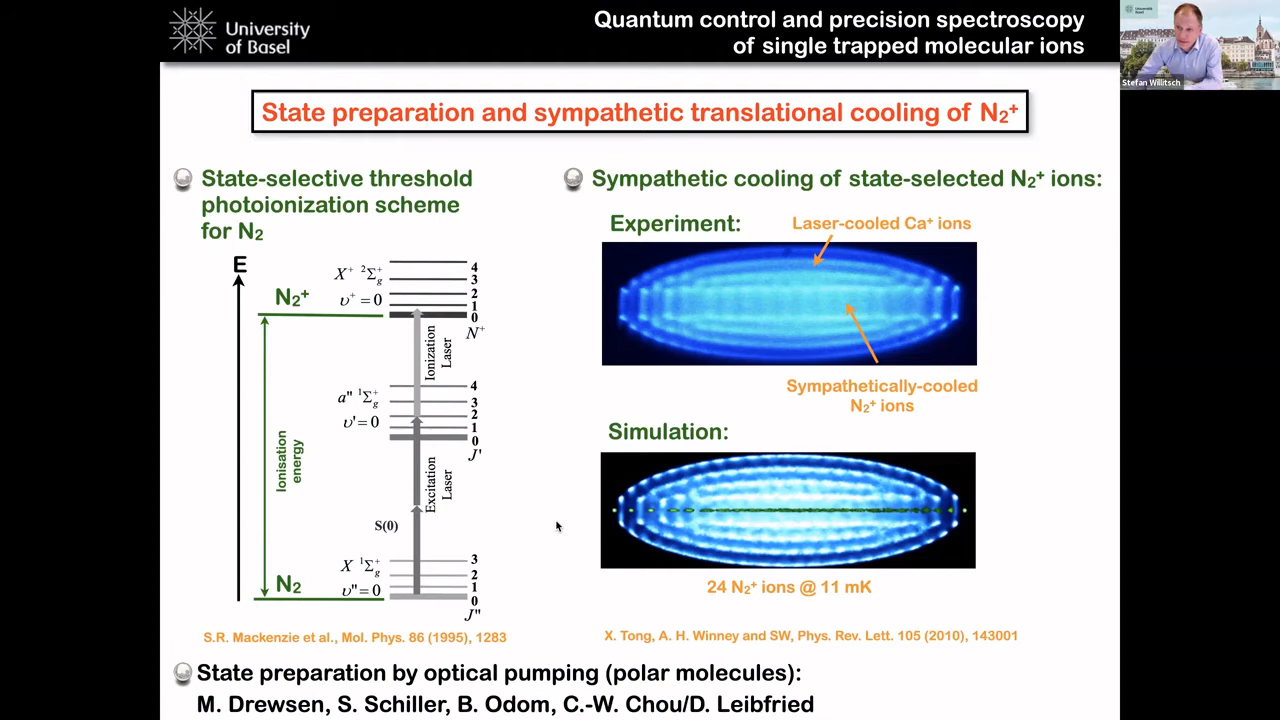 University
of Basel
Quantum control and precision spectroscopy
of single trapped molecular ions
Stefan Willitsch
State preparation and sympathetic translational cooling of N₂⁺
State-selective threshold
photoionization scheme
for N₂
E
N₂⁺
X⁺ ²Σg⁺
υ⁺ = 0
4
3
2
1
0
N⁺
Ionization
Laser
a" ¹Σg⁺
υ' = 0
4
3
2
1
0
J'
Ionisation
energy
Excitation
Laser
S(0)
X ¹Σg⁺
υ" = 0
3
2
1
0
J"
N₂
S.R. Mackenzie et al., Mol. Phys. 86 (1995), 1283
Sympathetic cooling of state-selected N₂⁺ ions:
Experiment:
Laser-cooled Ca⁺ ions
Sympathetically-cooled
N₂⁺ ions
Simulation:
24 N₂⁺ ions @ 11 mK
X. Tong, A. H. Winney and SW, Phys. Rev. Lett. 105 (2010), 143001
State preparation by optical pumping (polar molecules):
M. Drewsen, S. Schiller, B. Odom, C.-W. Chou/D. Leibfried